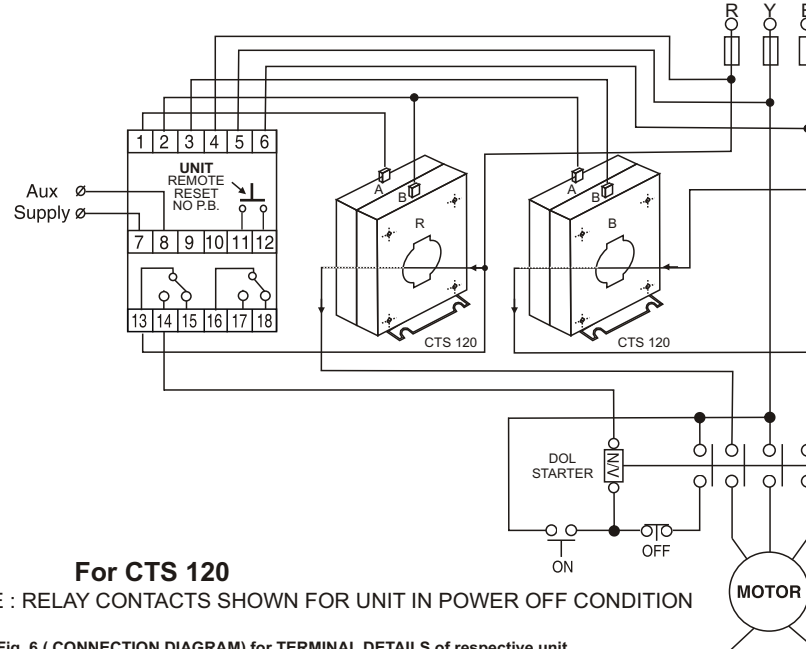 R Y
1 2 3 4 5 6
UNIT
REMOTE
RESET
NO P.B.
Aux
Supply
7 8 9 10 11 12
13 14 15 16 17 18
A
B
R
CTS 120
A
B
B
CTS 120
DOL
STARTER
N/V
ON
OFF
MOTOR
For CTS 120
: RELAY CONTACTS SHOWN FOR UNIT IN POWER OFF CONDITION
Fig. 6 ( CONNECTION DIAGRAM) for TERMINAL DETAILS of respective unit